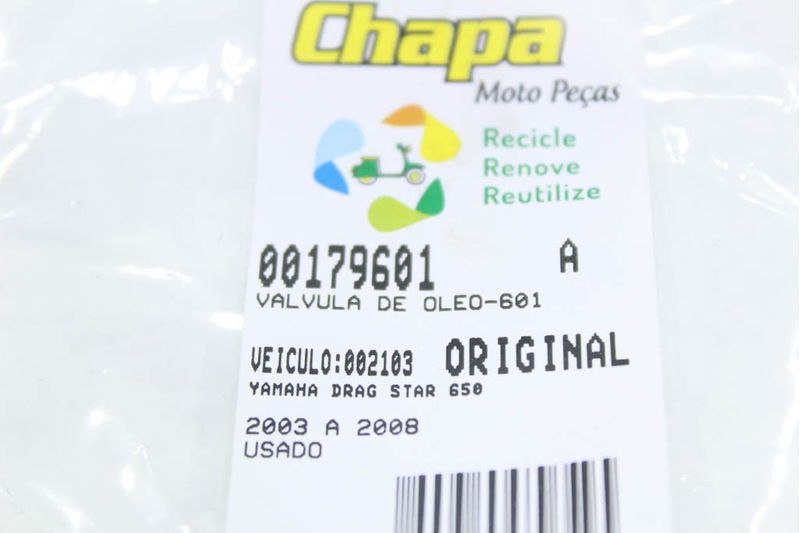 Chapa
Moto Peças
Recicle
Renove
Reutilize
00179601 A
VALVULA DE OLEO-601
VEICULO:002103 ORIGINAL
YAMAHA DRAG STAR 650
2003 A 2008
USADO